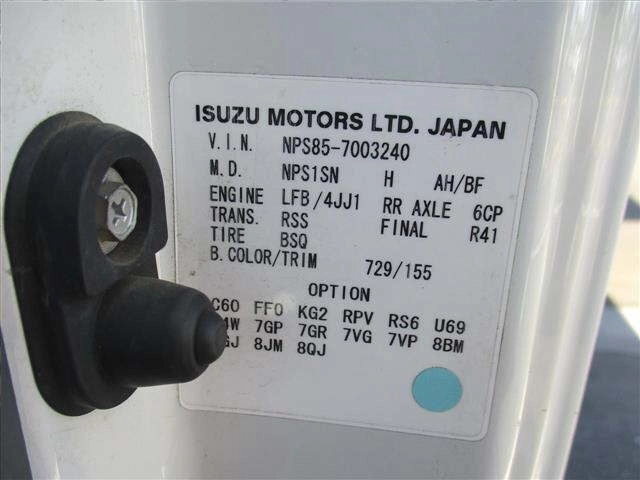 ISUZU MOTORS LTD. JAPAN
V.I.N. NPS85-7003240
M.D. NPS1SN H AH/BF
ENGINE LFB/4JJ1 RR AXLE 6CP
TRANS. RSS FINAL R41
TIRE BSQ
B.COLOR/TRIM 729/155
OPTION
C60 FF0 KG2 RPV RS6 U69
7GP 7GR 7VG 7VP 8BM
8JM 8QJ